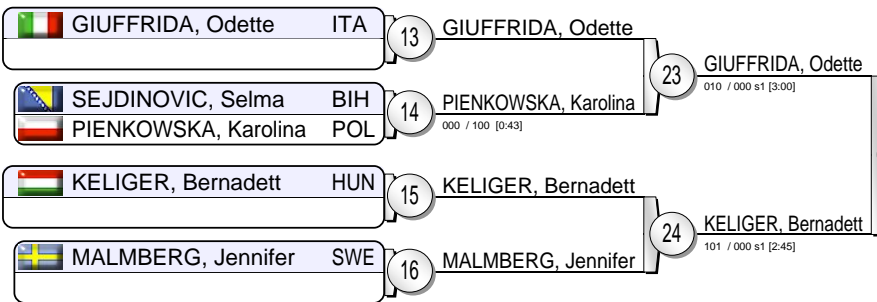 GIUFFRIDA, Odette ITA
13
GIUFFRIDA, Odette
23
GIUFFRIDA, Odette
010 / 000 s1 [3:00]
SEJDINOVIC, Selma BIH
PIENKOWSKA, Karolina POL
14
PIENKOWSKA, Karolina
000 / 100 [0:43]
KELIGER, Bernadett HUN
15
KELIGER, Bernadett
24
KELIGER, Bernadett
101 / 000 s1 [2:45]
MALMBERG, Jennifer SWE
16
MALMBERG, Jennifer